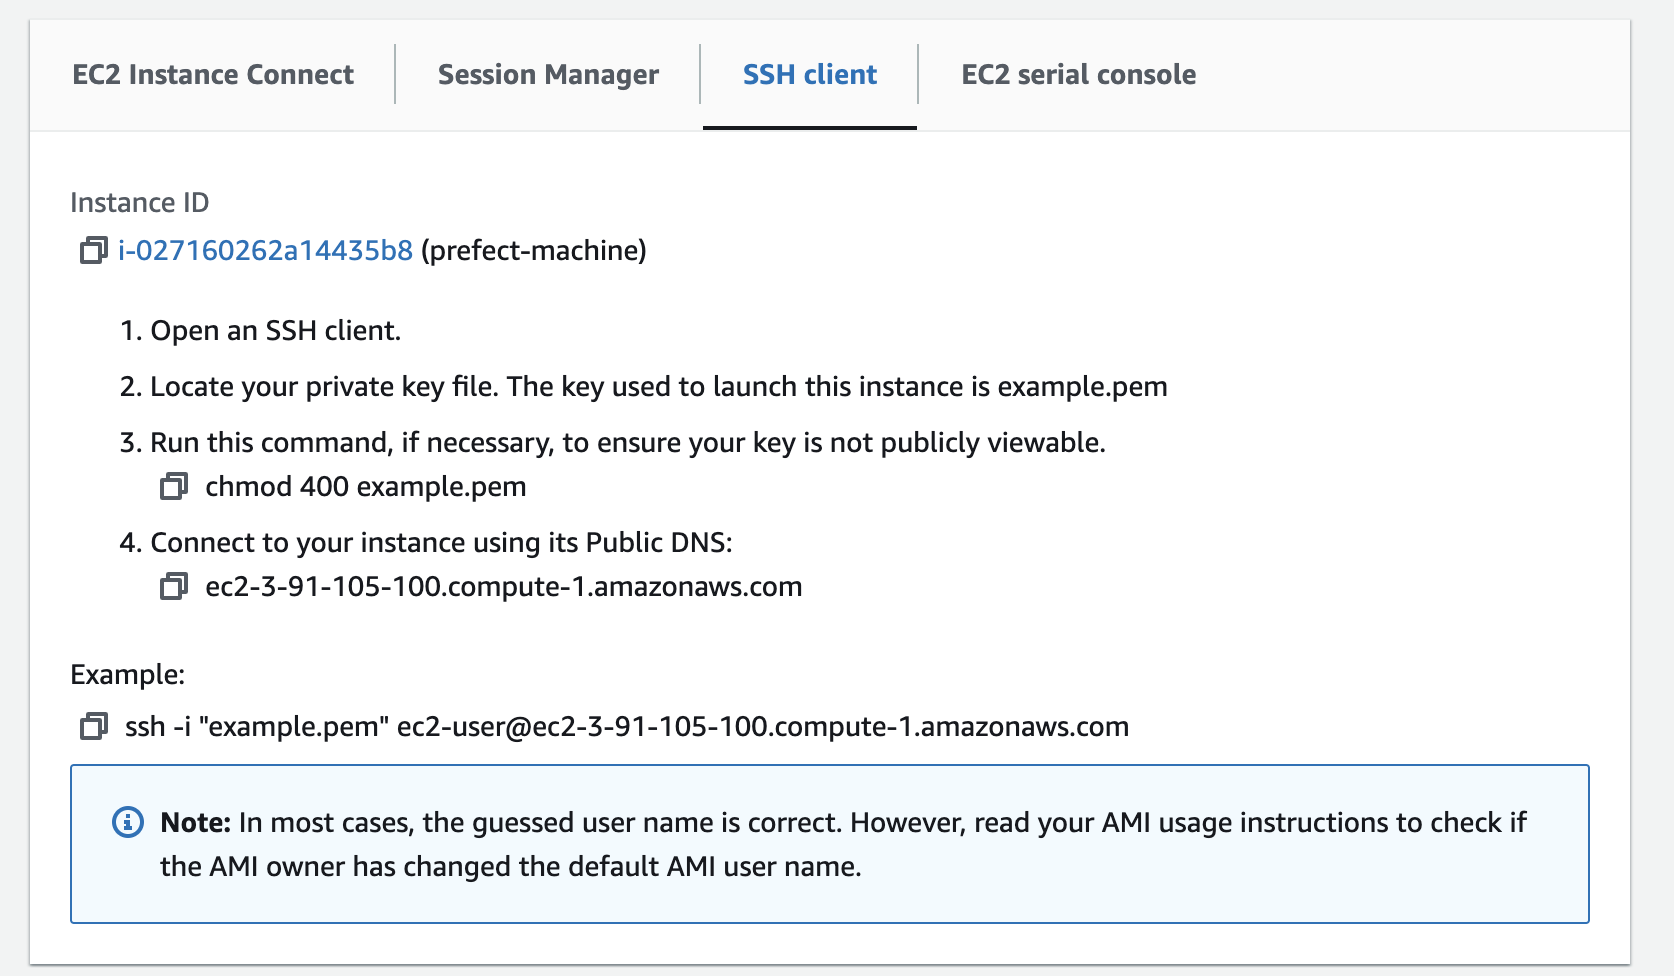 EC2 Instance Connect
Session Manager
SSH client
EC2 serial console
Instance ID
i-027160262a14435b8 (prefect-machine)
1. Open an SSH client.
2. Locate your private key file. The key used to launch this instance is example.pem
3. Run this command, if necessary, to ensure your key is not publicly viewable.
chmod 400 example.pem
4. Connect to your instance using its Public DNS:
ec2-3-91-105-100.compute-1.amazonaws.com
Example:
ssh -i "example.pem" ec2-user@ec2-3-91-105-100.compute-1.amazonaws.com
Note: In most cases, the guessed user name is correct. However, read your AMI usage instructions to check if
the AMI owner has changed the default AMI user name.